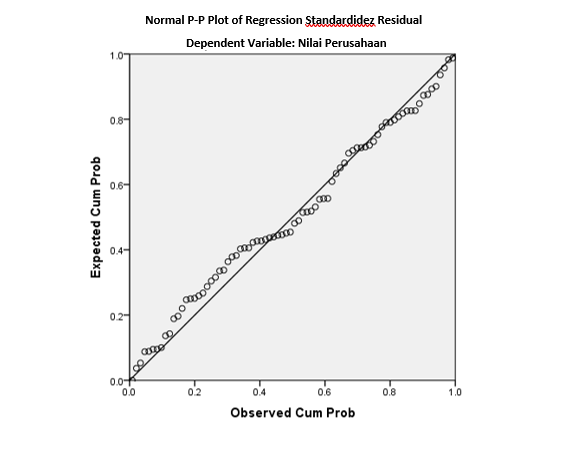 Normal P-P Plot of Regression Standardidez Residual
Dependent Variable: Nilai Perusahaan
1.0
0.8
0.6
0.4
0.2
0.0
Expected Cum Prob
0.0 0.2 0.4 0.6 0.8 1.0
Observed Cum Prob